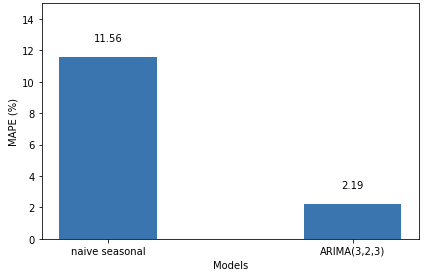 14
12
10
8
6
4
2
0
MAPE (%)
11.56
2.19
naive seasonal
ARIMA(3,2,3)
Models